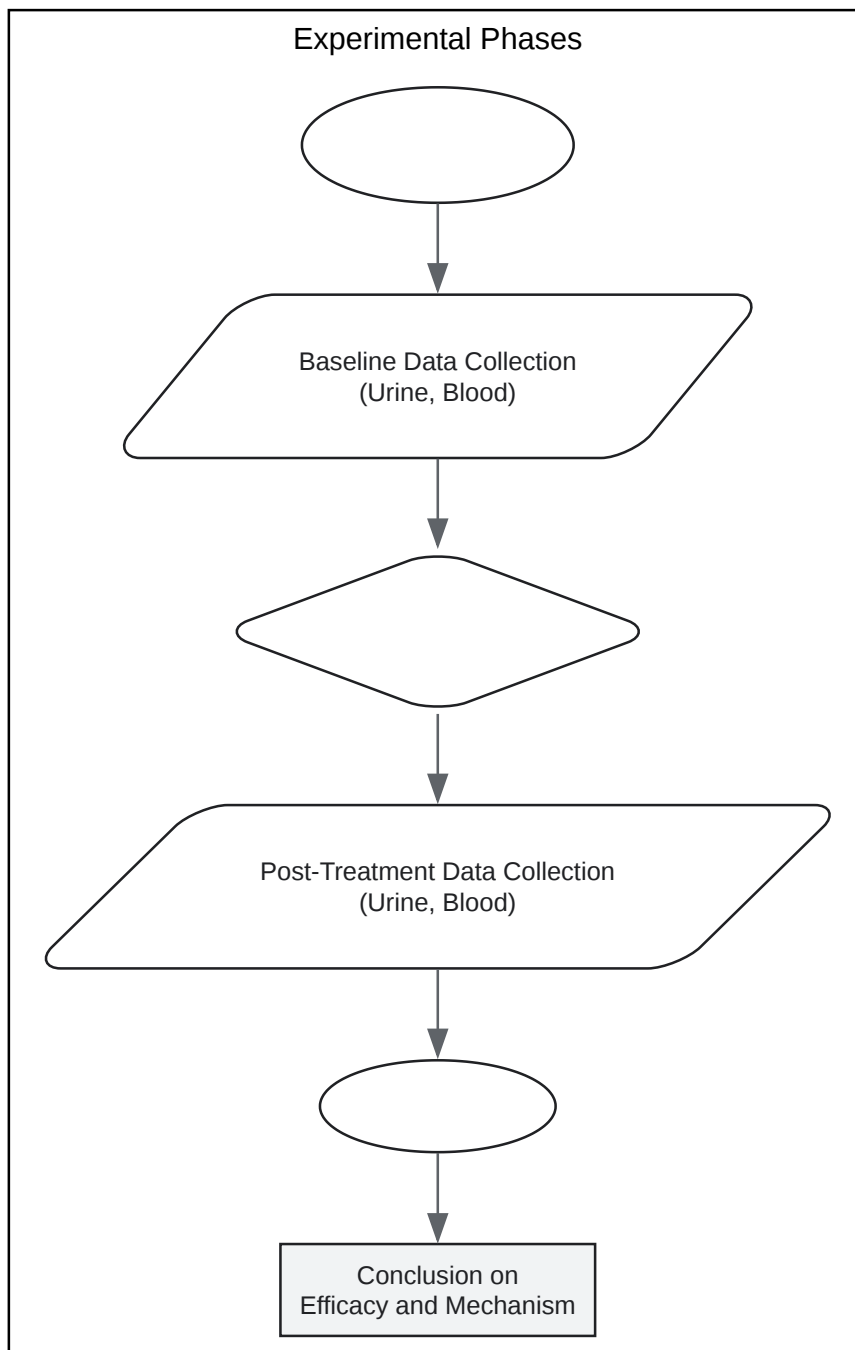 Experimental Phases
Baseline Data Collection
(Urine, Blood)
Post-Treatment Data Collection
(Urine, Blood)
Conclusion on
Efficacy and Mechanism